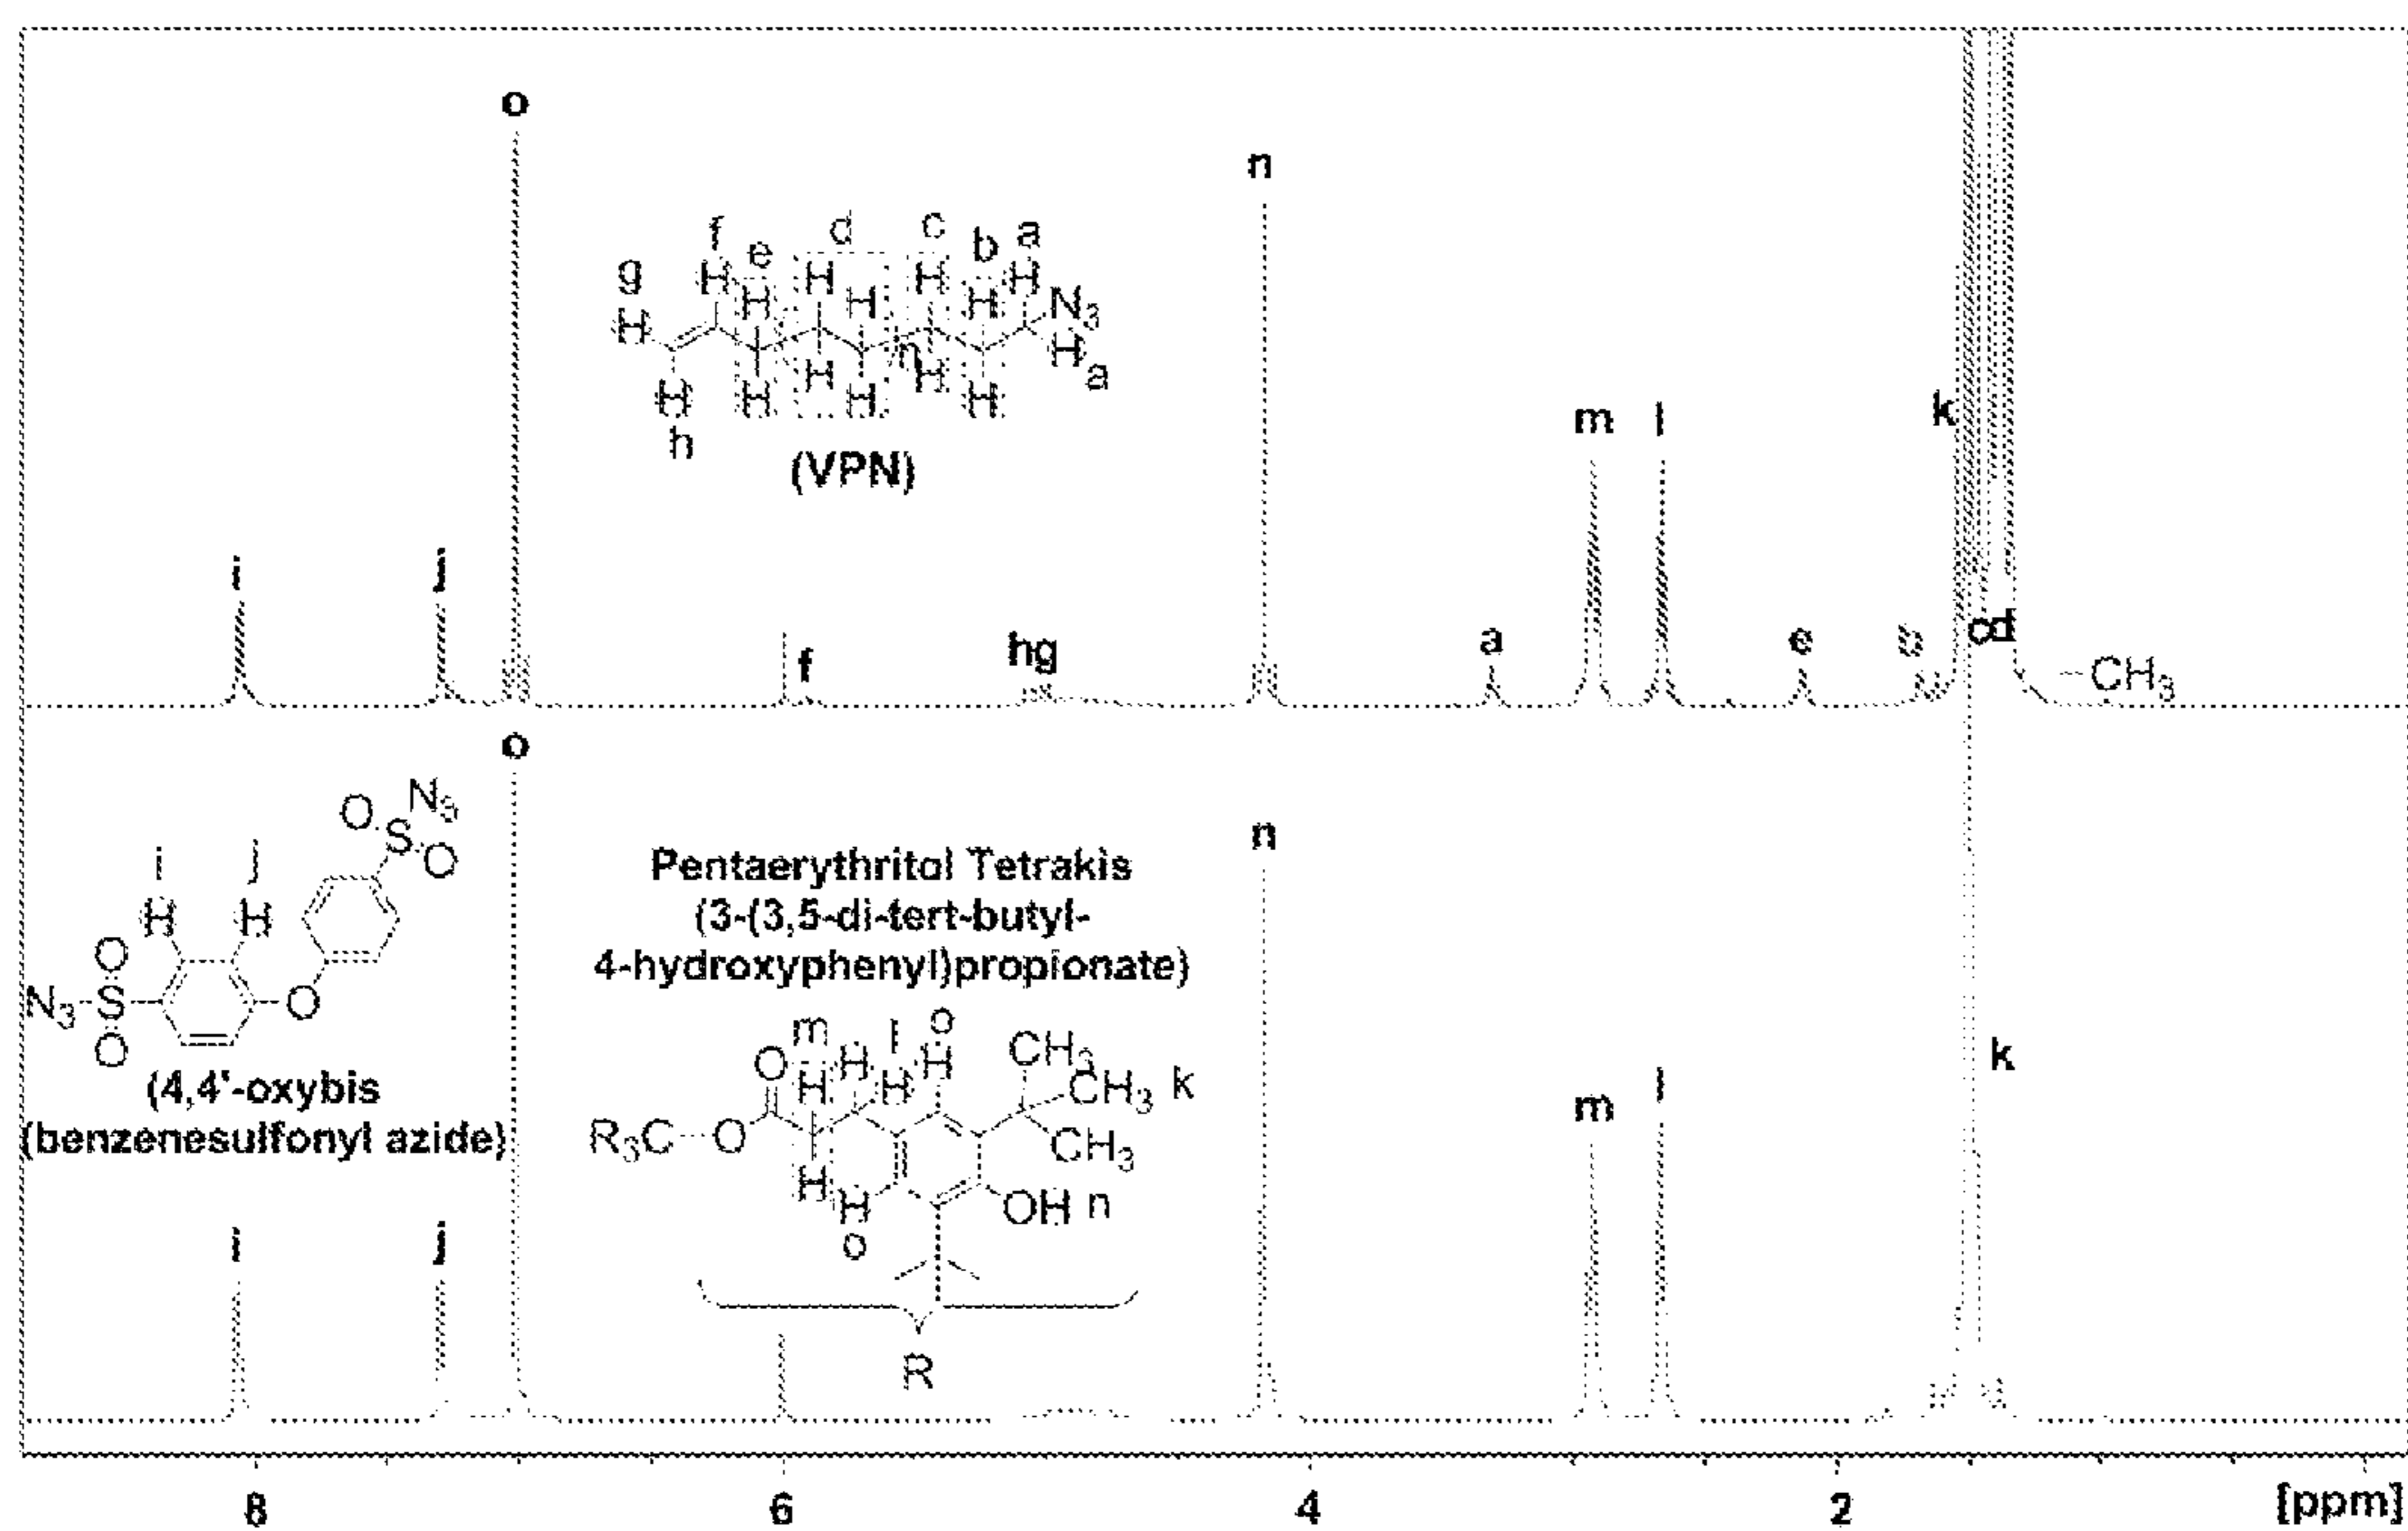 o
n
f e d c b a
g H H H H H H N₃
H H H
n
H H H H H H a
h
(VPN)
k
m l
i j
f hg a e b cd
-CH₃
o
O N₃
S
O
n
Pentaerythritol Tetrakis
(3-(3,5-di-tert-butyl-
4-hydroxyphenyl)propionate)
i j
H H
O
N₃-S O
O
k
m l o
O H H H CH₃
H H CH₃ k
R₃C-O CH₃
H H OH n
o
(4,4'-oxybis
(benzenesulfonyl azide)
m l
i j
R
8 6 4 2 [ppm]